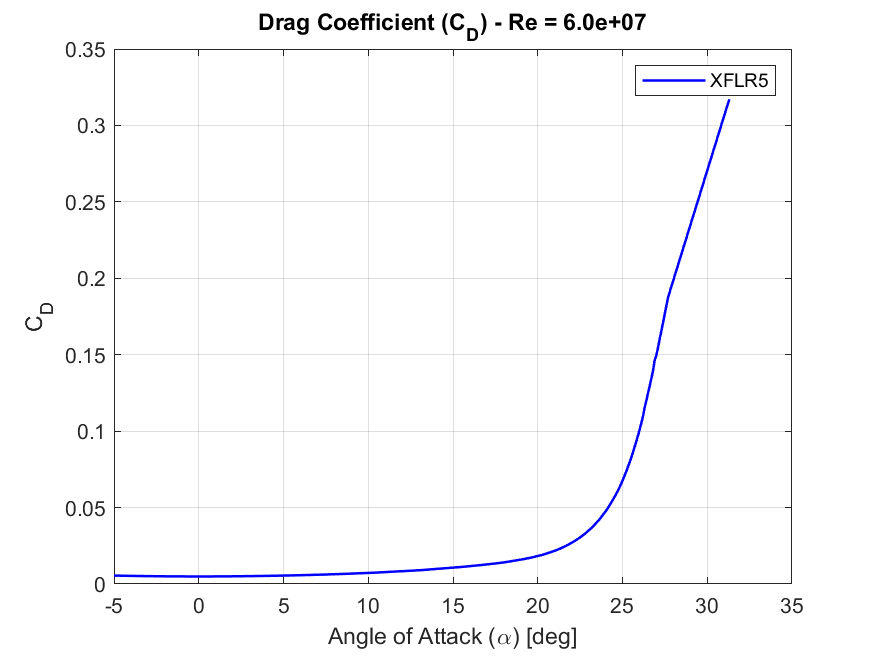 Drag Coefficient (C_D) - Re = 6.0e+07
XFLR5
0.35
0.3
0.25
0.2
0.15
0.1
0.05
0
C_D
-5 0 5 10 15 20 25 30 35
Angle of Attack (α) [deg]